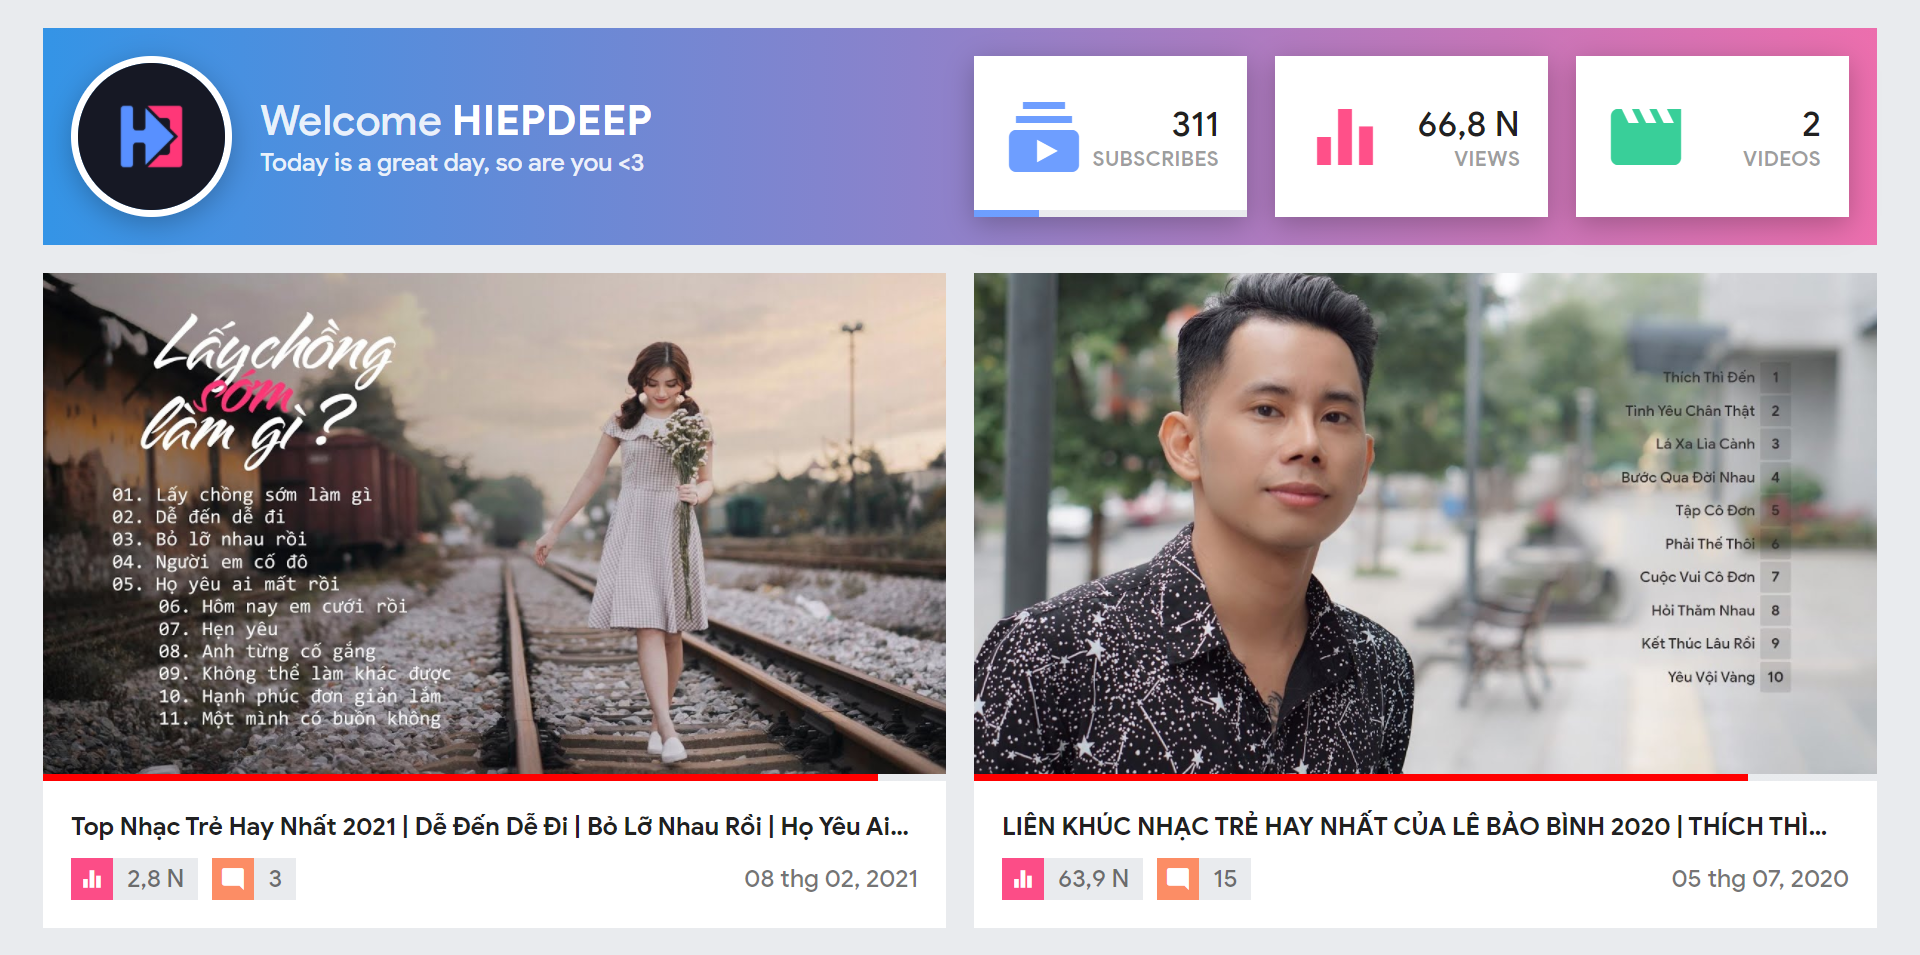 Welcome HIEPDEEP
Today is a great day, so are you <3
311
SUBSCRIBES
66,8 N
VIEWS
2
VIDEOS
Lấy chồng
sớm
làm gì ?
01. Lấy chồng sớm làm gì
02. Dễ đến dễ đi
03. Bỏ lỡ nhau rồi
04. Người em cố đô
05. Họ yêu ai mất rồi
06. Hôm nay em cưới rồi
07. Hẹn yêu
08. Anh từng cố gắng
09. Không thể làm khác được
10. Hạnh phúc đơn giản lắm
11. Một mình có buồn không
Top Nhạc Trẻ Hay Nhất 2021 | Dễ Đến Dễ Đi | Bỏ Lỡ Nhau Rồi | Họ Yêu Ai...
2,8 N
3
08 thg 02, 2021
Thích Thì Đến 1
Tình Yêu Chân Thật 2
Lá Xa Lìa Cành 3
Bước Qua Đời Nhau 4
Tập Cô Đơn 5
Phải Thế Thôi 6
Cuộc Vui Cô Đơn 7
Hỏi Thăm Nhau 8
Kết Thúc Lâu Rồi 9
Yêu Vội Vàng 10
LIÊN KHÚC NHẠC TRẺ HAY NHẤT CỦA LÊ BẢO BÌNH 2020 | THÍCH THÌ...
63,9 N
15
05 thg 07, 2020